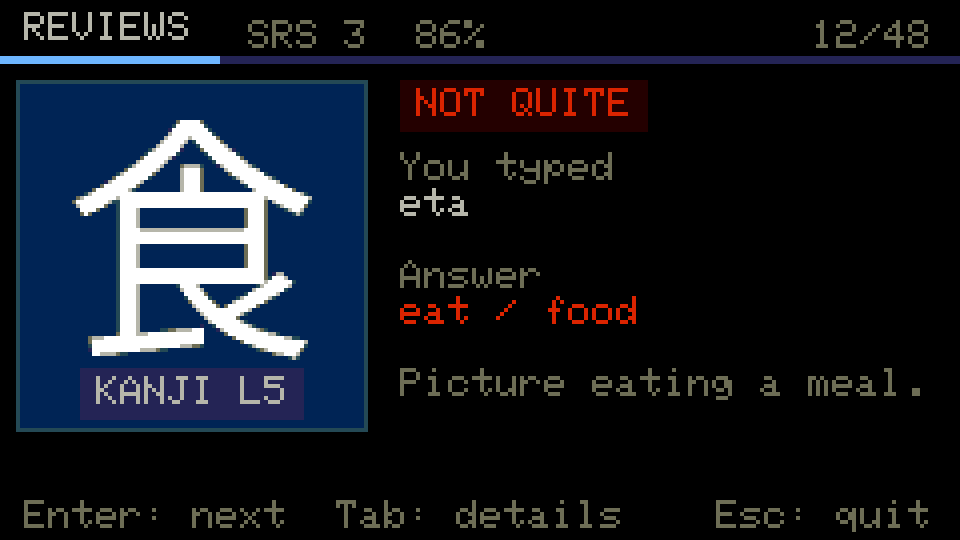 REVIEWS SRS 3 86% 12/48
食
KANJI L5
NOT QUITE
You typed
eta
Answer
eat / food
Picture eating a meal.
Enter: next Tab: details Esc: quit